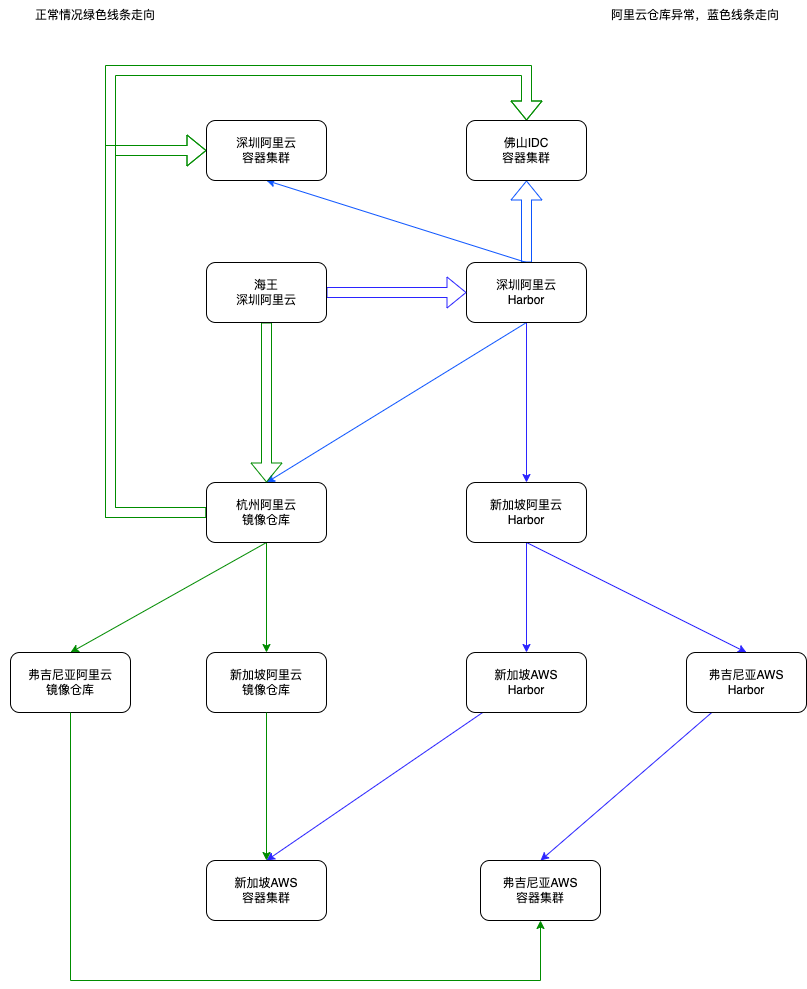 正常情况绿色线条走向
阿里云仓库异常，蓝色线条走向
深圳阿里云
容器集群
佛山IDC
容器集群
海王
深圳阿里云
深圳阿里云
Harbor
杭州阿里云
镜像仓库
新加坡阿里云
Harbor
弗吉尼亚阿里云
镜像仓库
新加坡阿里云
镜像仓库
新加坡AWS
Harbor
弗吉尼亚AWS
Harbor
新加坡AWS
容器集群
弗吉尼亚AWS
容器集群